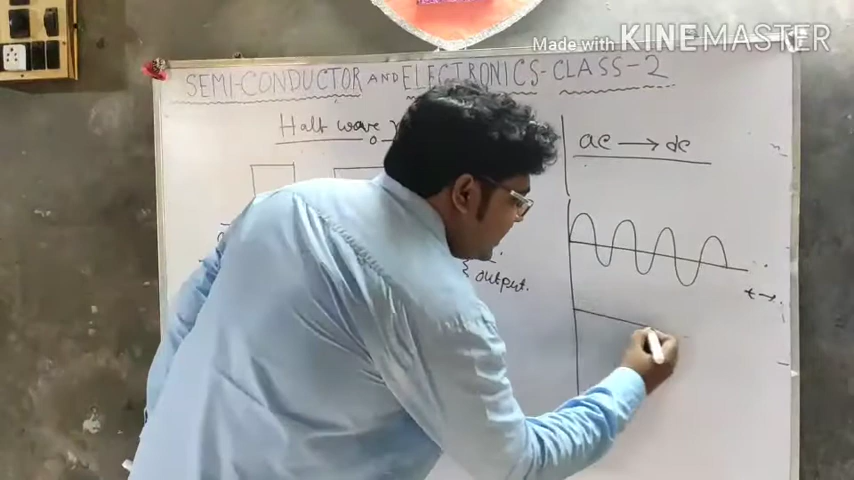 Made with KINEMASTER
SEMI-CONDUCTOR AND ELECTRONICS-CLASS-2
Half wave
ac → dc
output.
t →